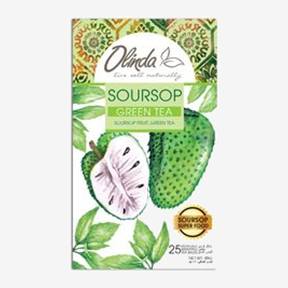 Olinda
live well naturally
SOURSOP
GREEN TEA
SOURSOP FRUIT GREEN TEA
SOURSOP
SUPER FOOD
25